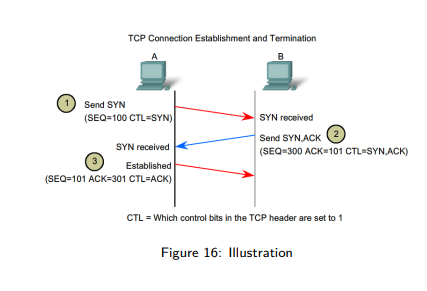 TCP Connection Establishment and Termination
A
B
1
Send SYN
(SEQ=100 CTL=SYN)
SYN received
Send SYN,ACK
2
(SEQ=300 ACK=101 CTL=SYN,ACK)
SYN received
3
Established
(SEQ=101 ACK=301 CTL=ACK)
CTL = Which control bits in the TCP header are set to 1
Figure 16: Illustration